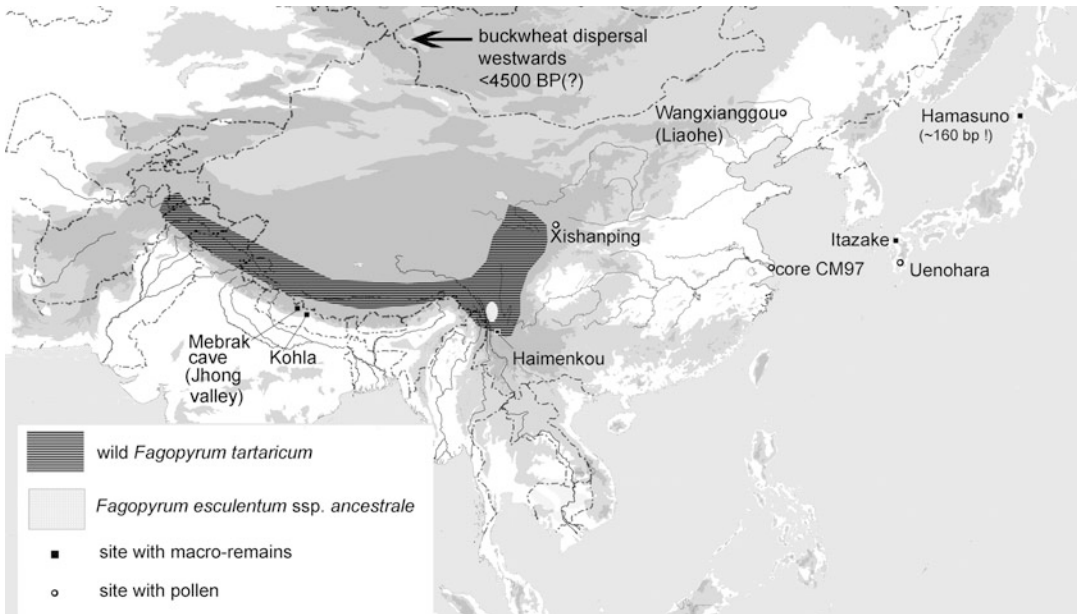 buckwheat dispersal
westwards
<4500 BP(?)
Wangxianggou
(Liaohe)
Hamasuno
(~160 bp !)
Xishanping
Itazake
core CM97
Uenohara
Mebrak
cave
(Jhong
valley)
Kohla
Haimenkou
wild Fagopyrum tartaricum
Fagopyrum esculentum ssp. ancestrale
site with macro-remains
site with pollen